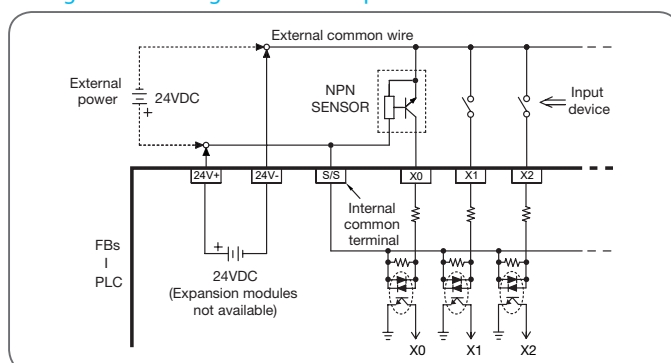 External common wire
External
power
24VDC
+
NPN
SENSOR
Input
device
24V+
24V-
S/S
X0
X1
X2
Internal
common
terminal
FBs
I
PLC
+
24VDC
(Expansion modules
not available)
X0
X1
X2